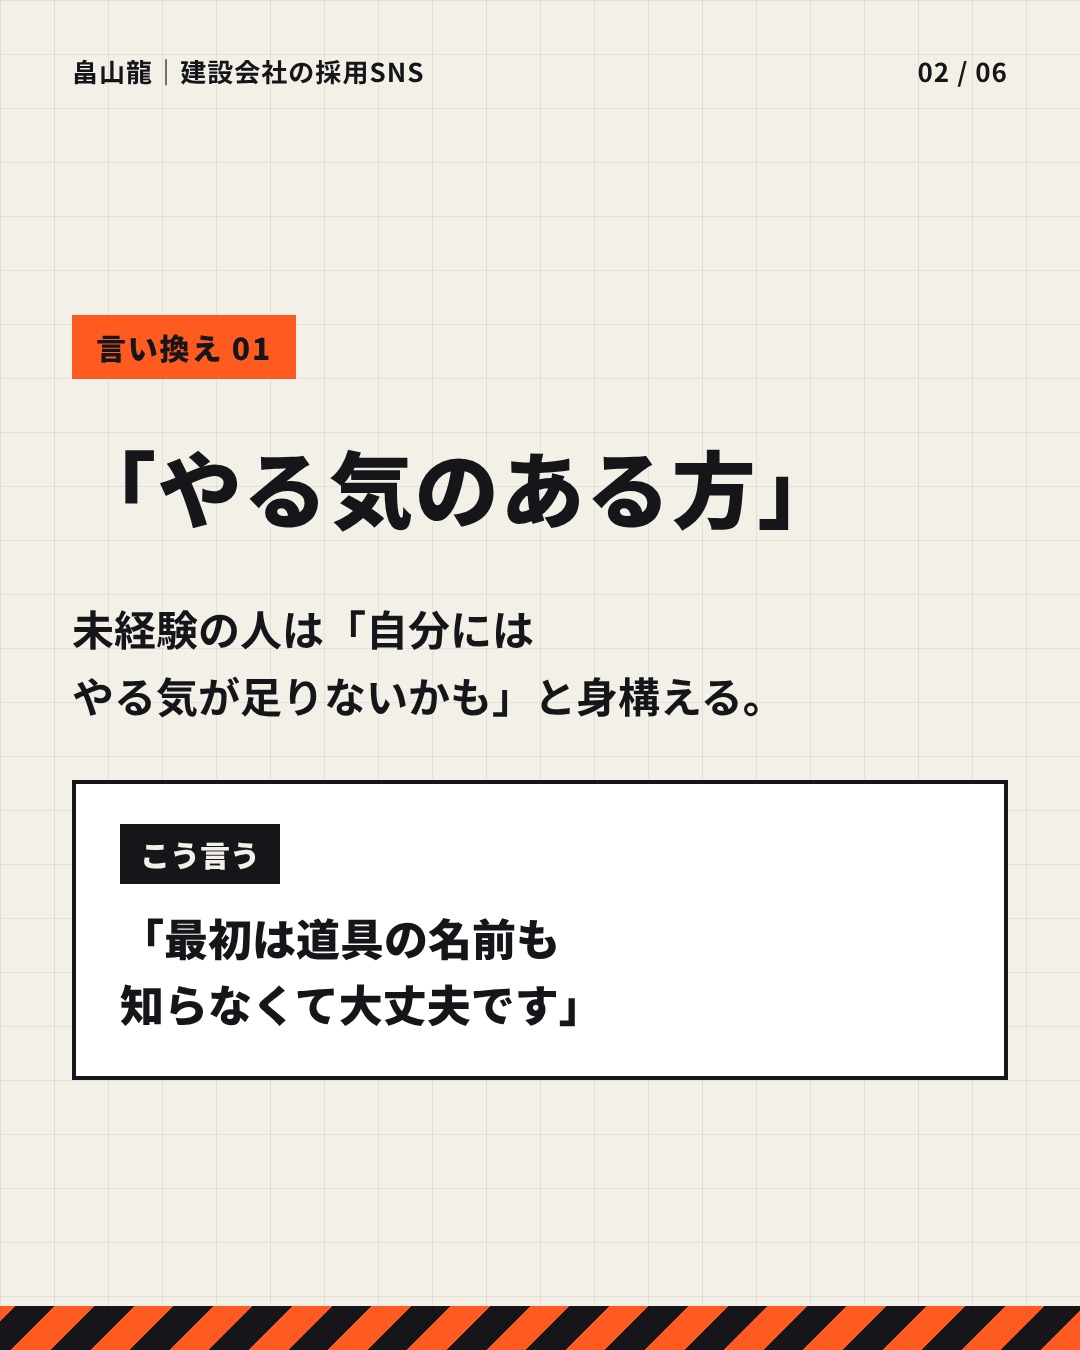 畠山龍｜建設会社の採用SNS
02 / 06
言い換え 01
「やる気のある方」
未経験の人は「自分には
やる気が足りないかも」と身構える。
こう言う
「最初は道具の名前も
知らなくて大丈夫です」